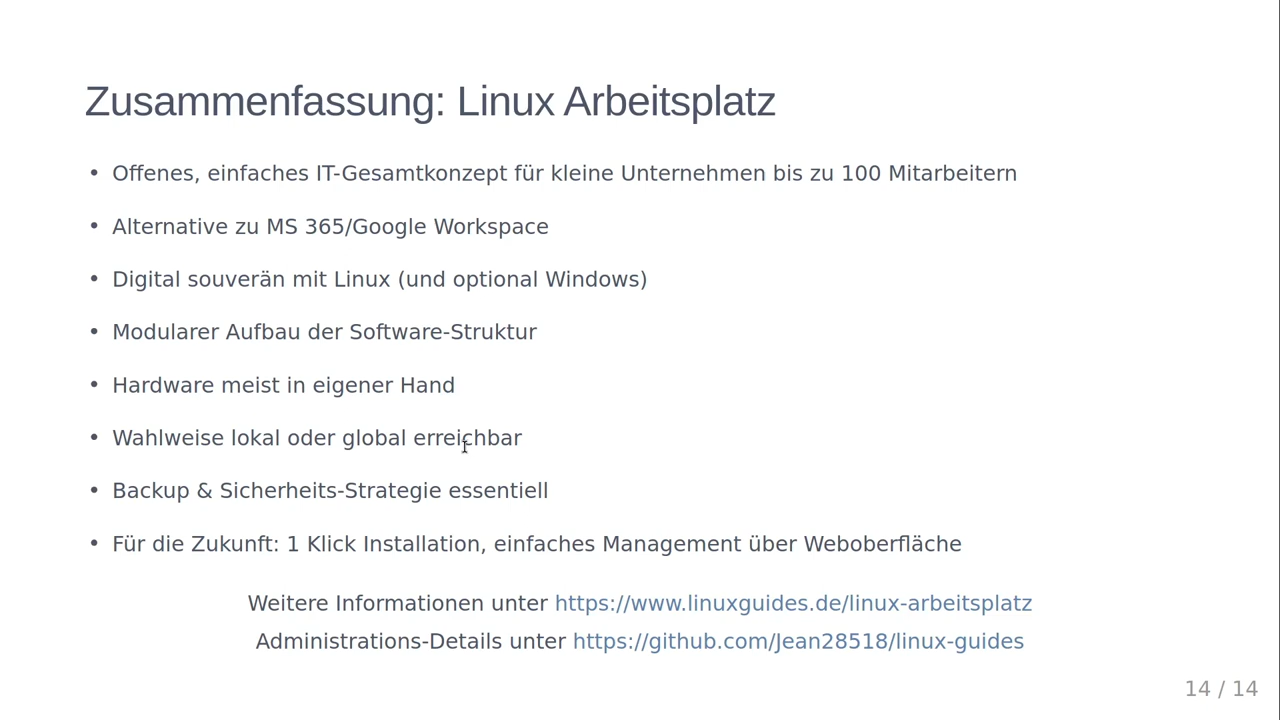 Zusammenfassung: Linux Arbeitsplatz
• Offenes, einfaches IT-Gesamtkonzept für kleine Unternehmen bis zu 100 Mitarbeitern
• Alternative zu MS 365/Google Workspace
• Digital souverän mit Linux (und optional Windows)
• Modularer Aufbau der Software-Struktur
• Hardware meist in eigener Hand
• Wahlweise lokal oder global erreichbar
• Backup & Sicherheits-Strategie essentiell
• Für die Zukunft: 1 Klick Installation, einfaches Management über Weboberfläche
Weitere Informationen unter https://www.linuxguides.de/linux-arbeitsplatz
Administrations-Details unter https://github.com/Jean28518/linux-guides
14 / 14